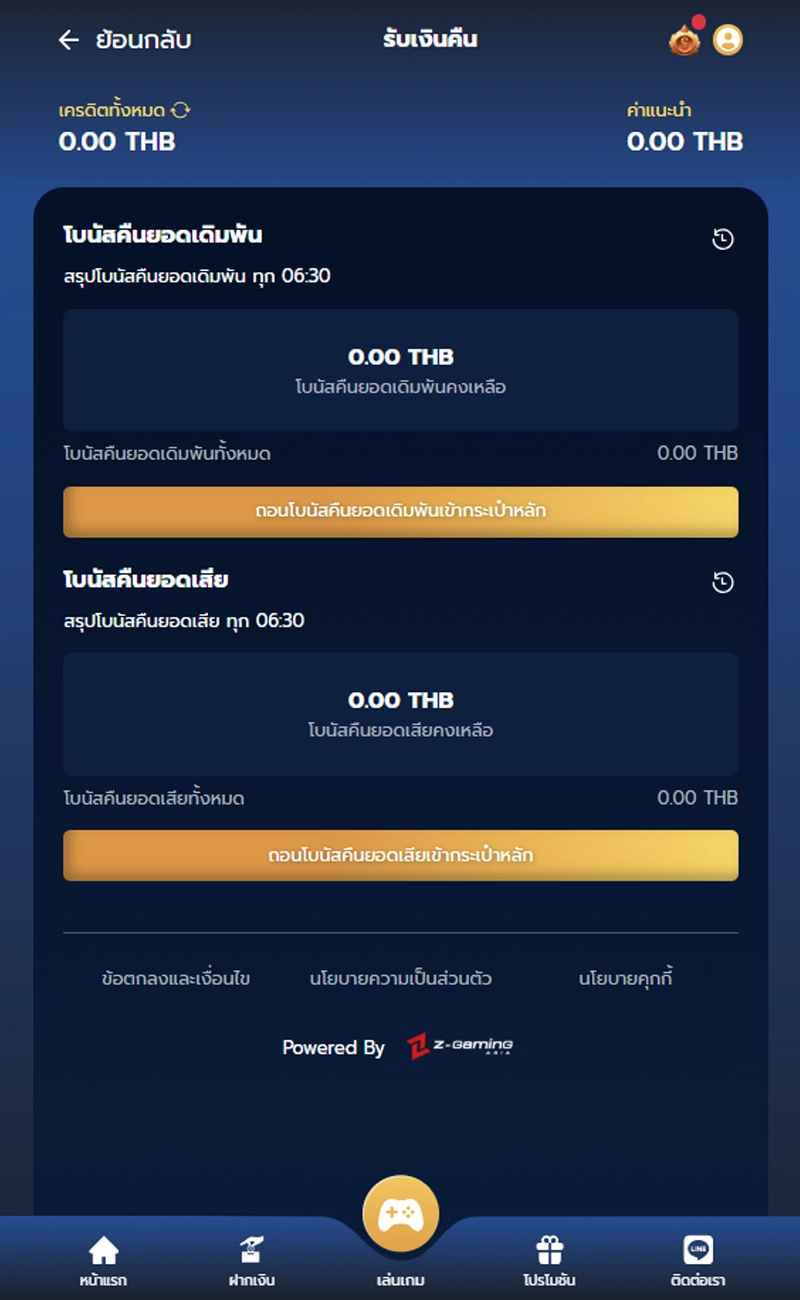 ย้อนกลับ
รับเงินคืน
เครดิตทั้งหมด
ค่าแนะนำ
0.00 THB
0.00 THB
โบนัสคืนยอดเดิมพัน
สรุปโบนัสคืนยอดเดิมพัน ทุก 06:30
0.00 THB
โบนัสคืนยอดเดิมพันคงเหลือ
โบนัสคืนยอดเดิมพันทั้งหมด
0.00 THB
ถอนโบนัสคืนยอดเดิมพันเข้ากระเป๋าหลัก
โบนัสคืนยอดเสีย
สรุปโบนัสคืนยอดเสีย ทุก 06:30
0.00 THB
โบนัสคืนยอดเสียคงเหลือ
โบนัสคืนยอดเสียทั้งหมด
0.00 THB
ถอนโบนัสคืนยอดเสียเข้ากระเป๋าหลัก
ข้อตกลงและเงื่อนไข
นโยบายความเป็นส่วนตัว
นโยบายคุกกี้
Powered By
Z-GAMING
ASIA
LINE
หน้าแรก
ฝากเงิน
เล่นเกม
โปรโมชัน
ติดต่อเรา